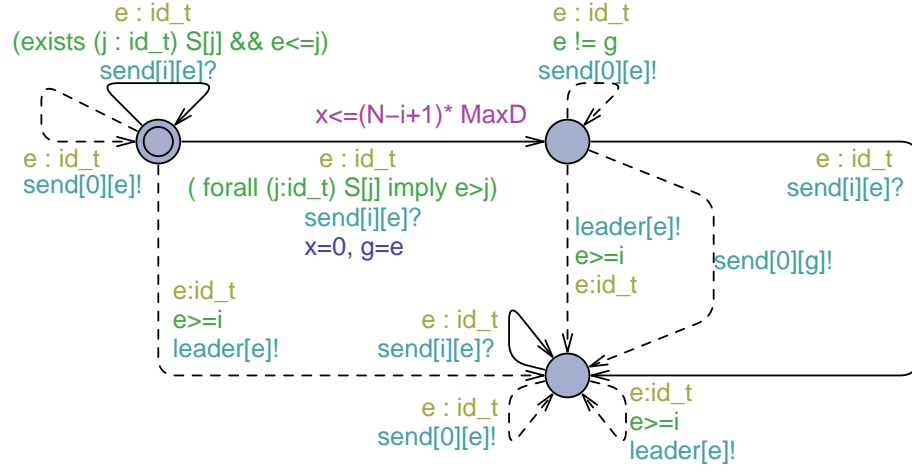 e : id_t
(exists (j : id_t) S[j] && e<=j)
send[i][e]?
e : id_t
e != g
send[0][e]!
x<=(N−i+1)* MaxD
e : id_t
send[0][e]!
e : id_t
( forall (j:id_t) S[j] imply e>j)
send[i][e]?
x=0, g=e
e : id_t
send[i][e]?
leader[e]!
e>=i
e:id_t
send[0][g]!
e:id_t
e>=i
leader[e]!
e : id_t
send[i][e]?
e : id_t
send[0][e]!
e:id_t
e>=i
leader[e]!